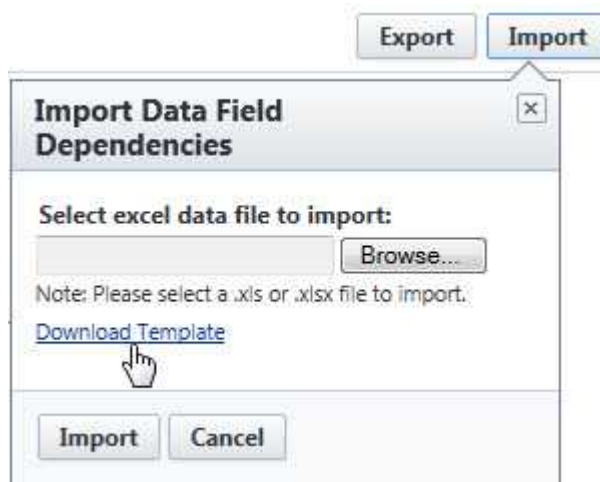 Export Import
Import Data Field
Dependencies
Select excel data file to import:
Browse...
Note: Please select a .xls or .xlsx file to import.
Download Template
Import Cancel